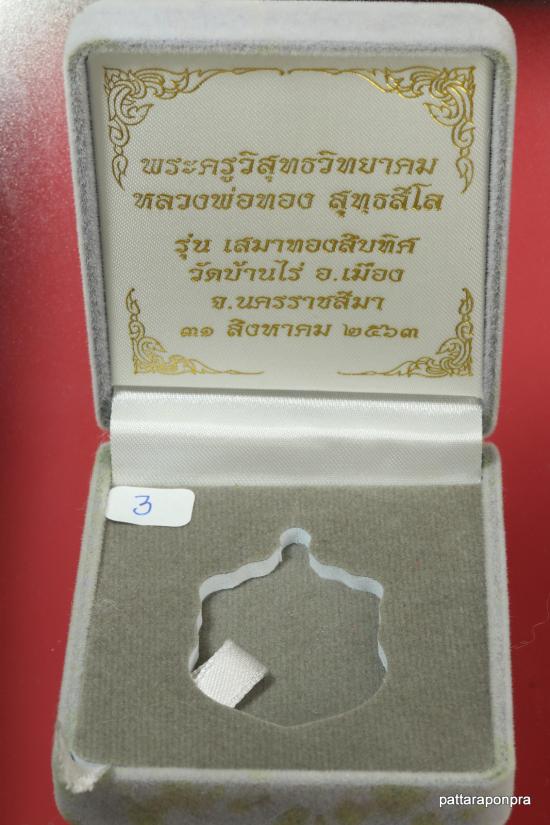 พระครูวิสุทธวิทยาคม
หลวงพ่อทอง สุทฺธสีโล
รุ่น เสมาทองสิบทิศ
วัดบ้านไร่ อ.เมือง
จ.นครราชสีมา
๓๑ สิงหาคม ๒๕๖๓
3
pattaraponpra